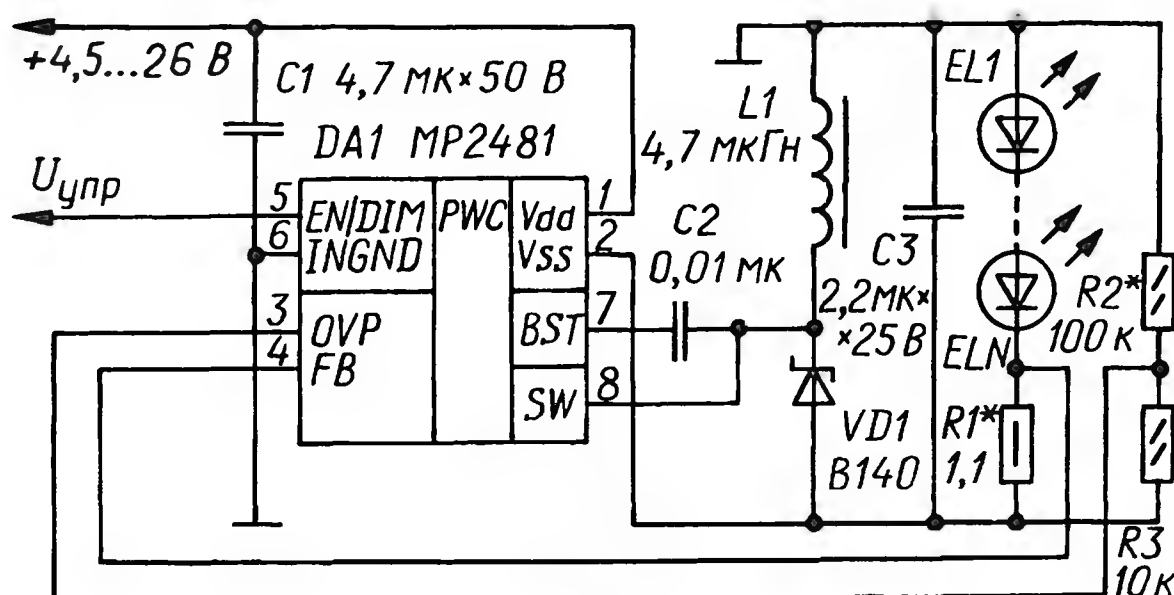 +4,5...26 В
C1 4,7 мк×50 В
DA1 MP2481
Uупр
5
EN/DIM
PWC
Vdd
1
6
INGND
Vss
2
3
OVP
BST
7
4
FB
SW
8
C2
0,01 мк
L1
4,7 мкГн
C3
2,2мк×
×25 В
VD1
B140
EL1
ELN
R1*
1,1
R2*
100 к
R3
10 к